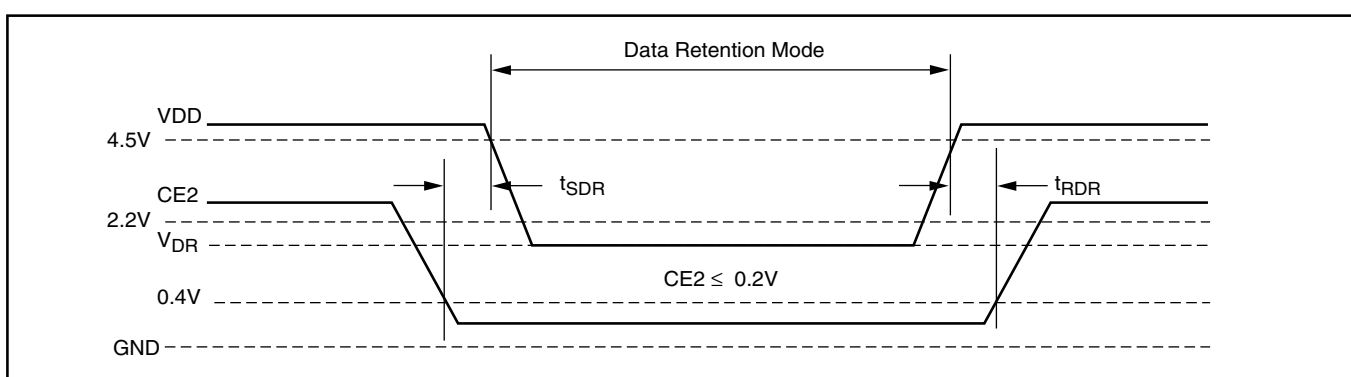 Data Retention Mode
VDD
4.5V
tSDR
tRDR
CE2
2.2V
VDR
CE2 ≤ 0.2V
0.4V
GND